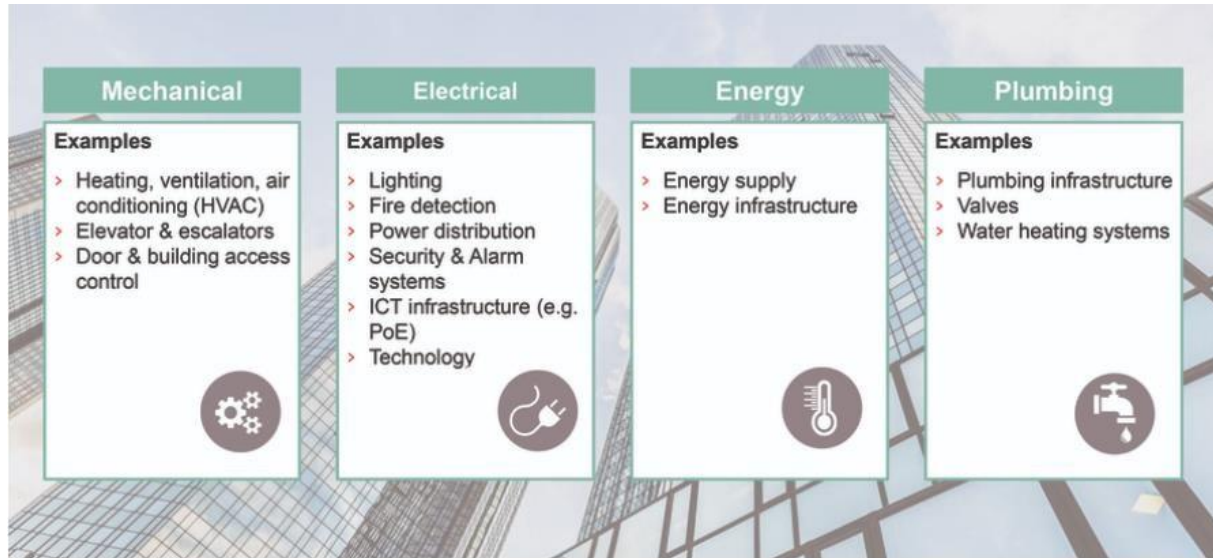 Mechanical
Examples
> Heating, ventilation, air
conditioning (HVAC)
> Elevator & escalators
> Door & building access
control
Electrical
Examples
> Lighting
> Fire detection
> Power distribution
> Security & Alarm
systems
> ICT infrastructure (e.g.
PoE)
> Technology
Energy
Examples
> Energy supply
> Energy infrastructure
Plumbing
Examples
> Plumbing infrastructure
> Valves
> Water heating systems